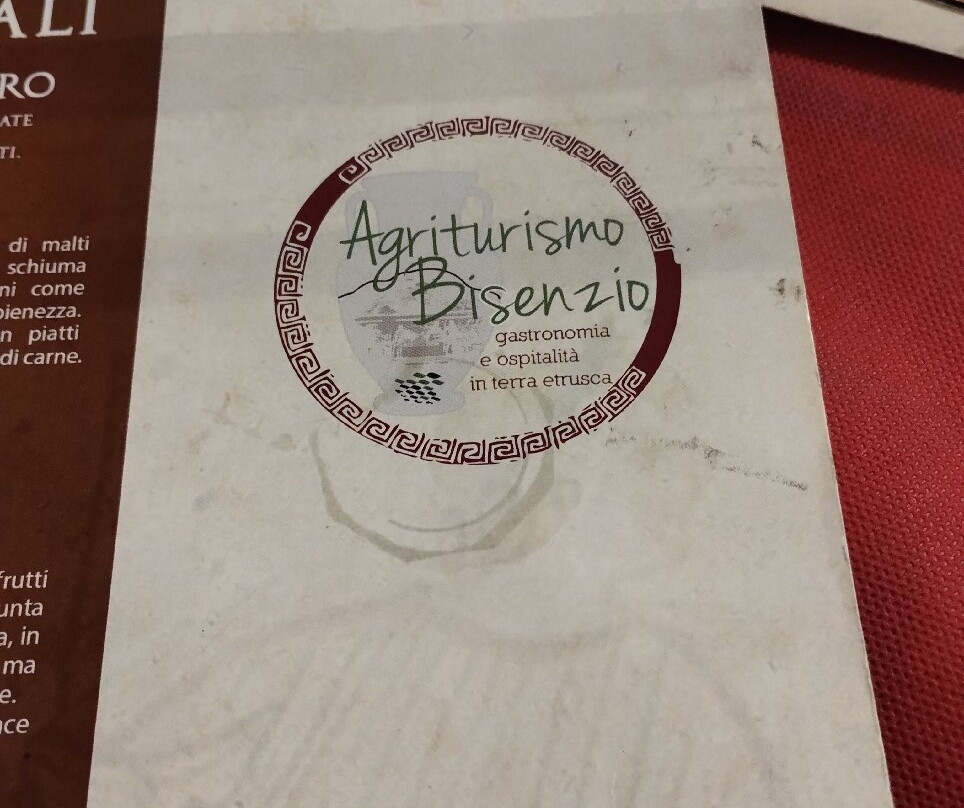 ALI
RO
ATE
TI.
di malti
schiuma
ni come
pienezza.
n piatti
di carne.
frutti
unta
a, in
ma
e.
ace
Agriturismo
Bisenzio
gastronomia
e ospitalità
in terra etrusca